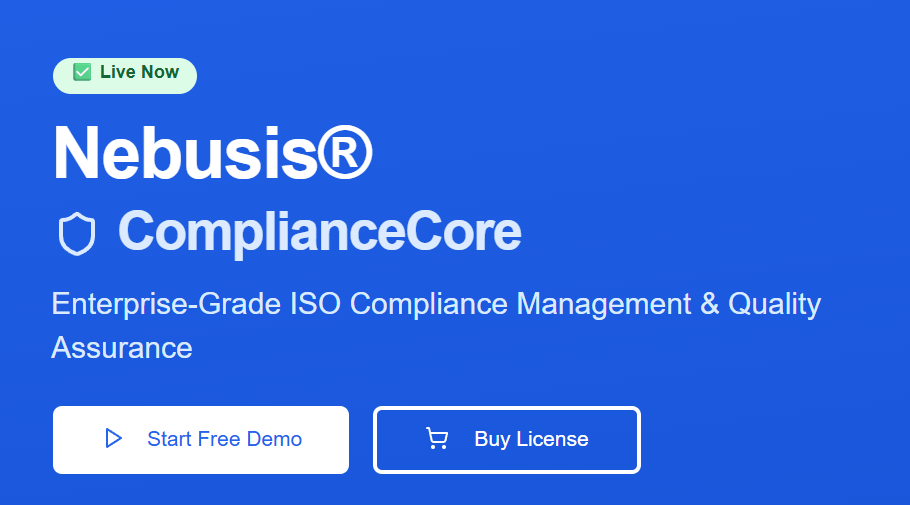 Live Now
Nebusis®
ComplianceCore
Enterprise-Grade ISO Compliance Management & Quality
Assurance
Start Free Demo
Buy License